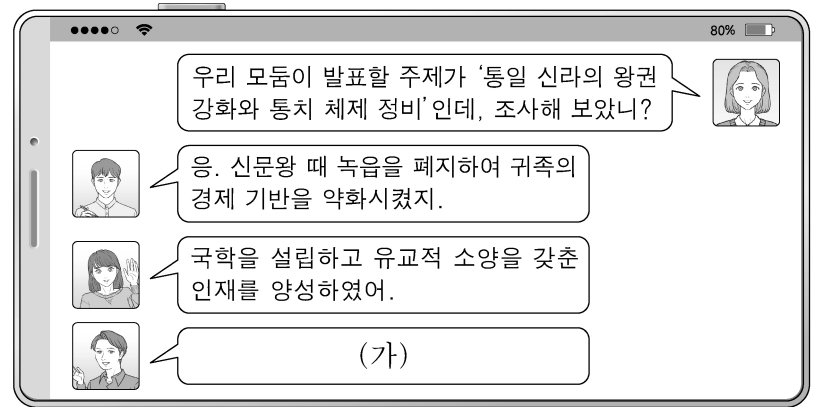 80%
우리 모둠이 발표할 주제가 ‘통일 신라의 왕권
강화와 통치 체제 정비’인데, 조사해 보았니?
응. 신문왕 때 녹읍을 폐지하여 귀족의
경제 기반을 약화시켰지.
국학을 설립하고 유교적 소양을 갖춘
인재를 양성하였어.
(가)